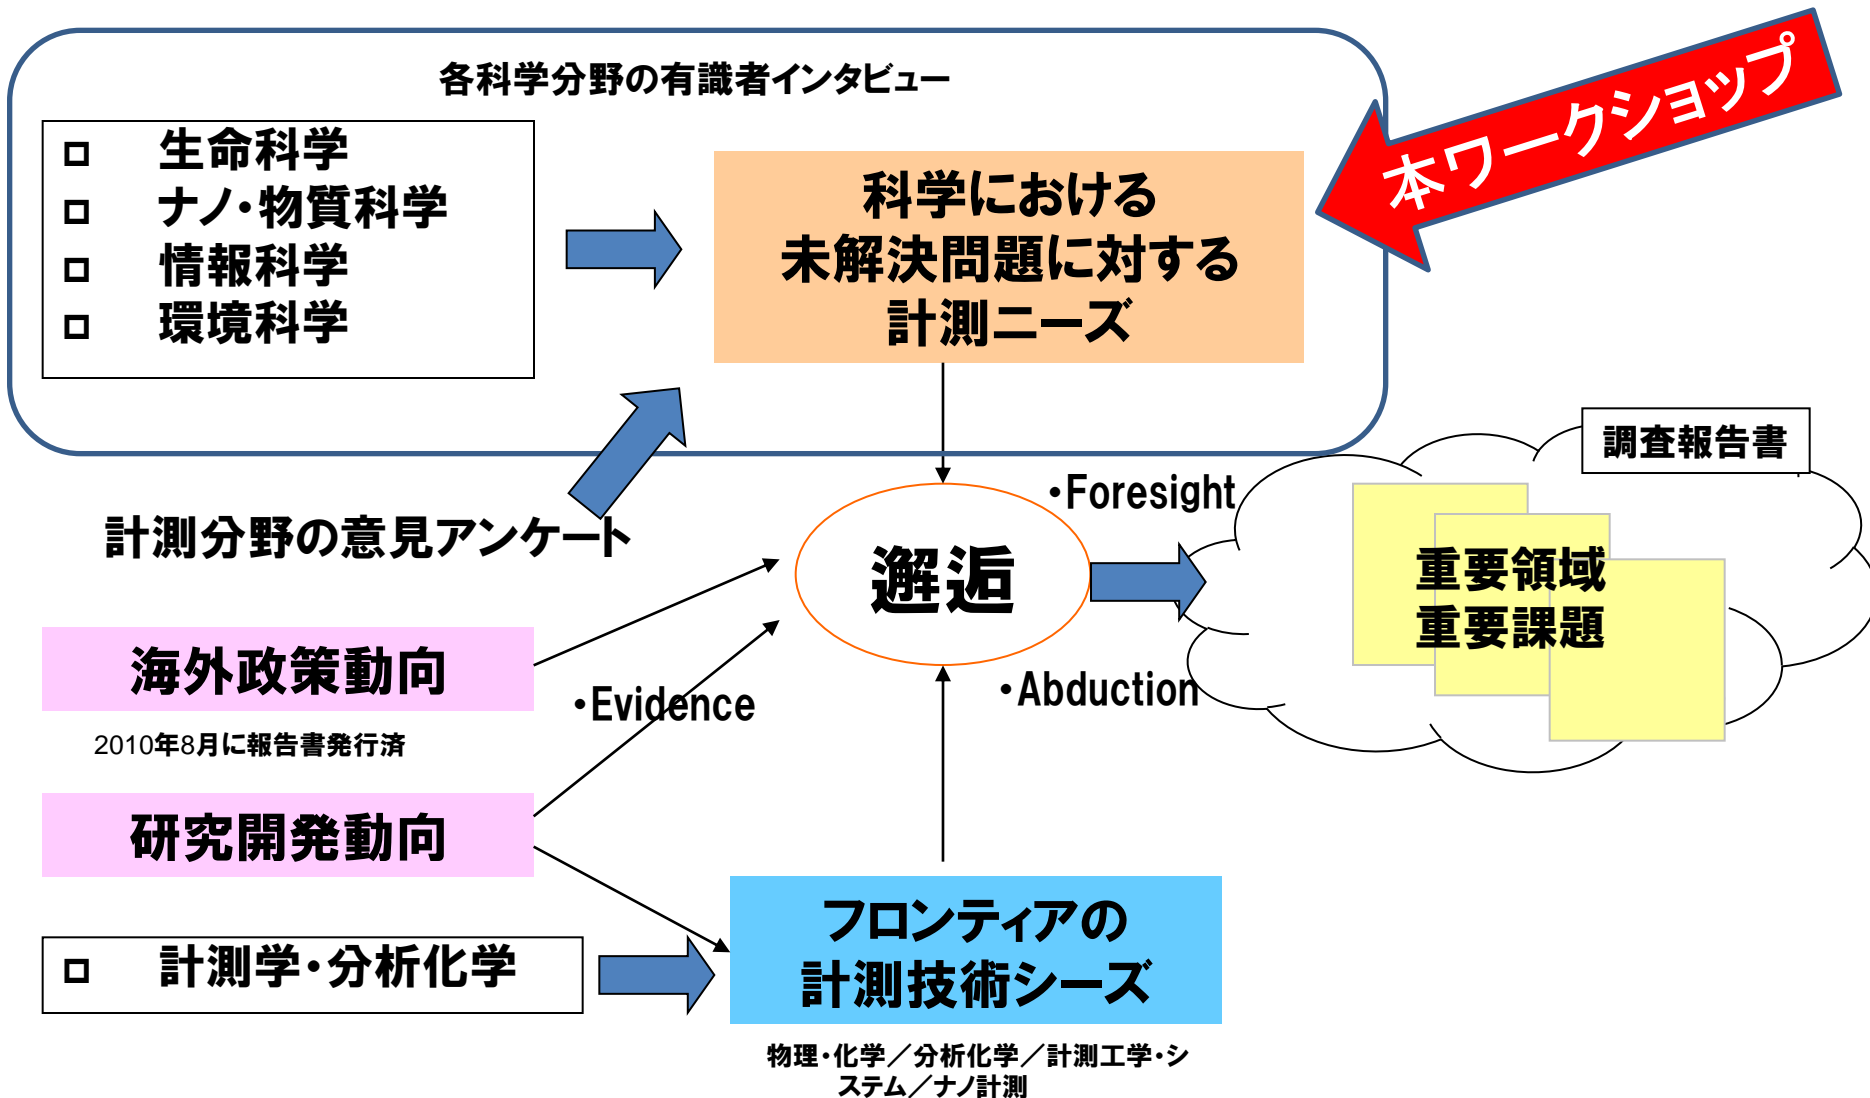 各科学分野の有識者インタビュー
本ワークショップ
□ 生命科学
□ ナノ・物質科学
□ 情報科学
□ 環境科学
科学における
未解決問題に対する
計測ニーズ
調査報告書
計測分野の意見アンケート
・Foresight
邂逅
重要領域
重要課題
海外政策動向
・Evidence
・Abduction
2010年8月に報告書発行済
研究開発動向
□ 計測学・分析化学
フロンティアの
計測技術シーズ
物理・化学／分析化学／計測工学・シ
ステム／ナノ計測